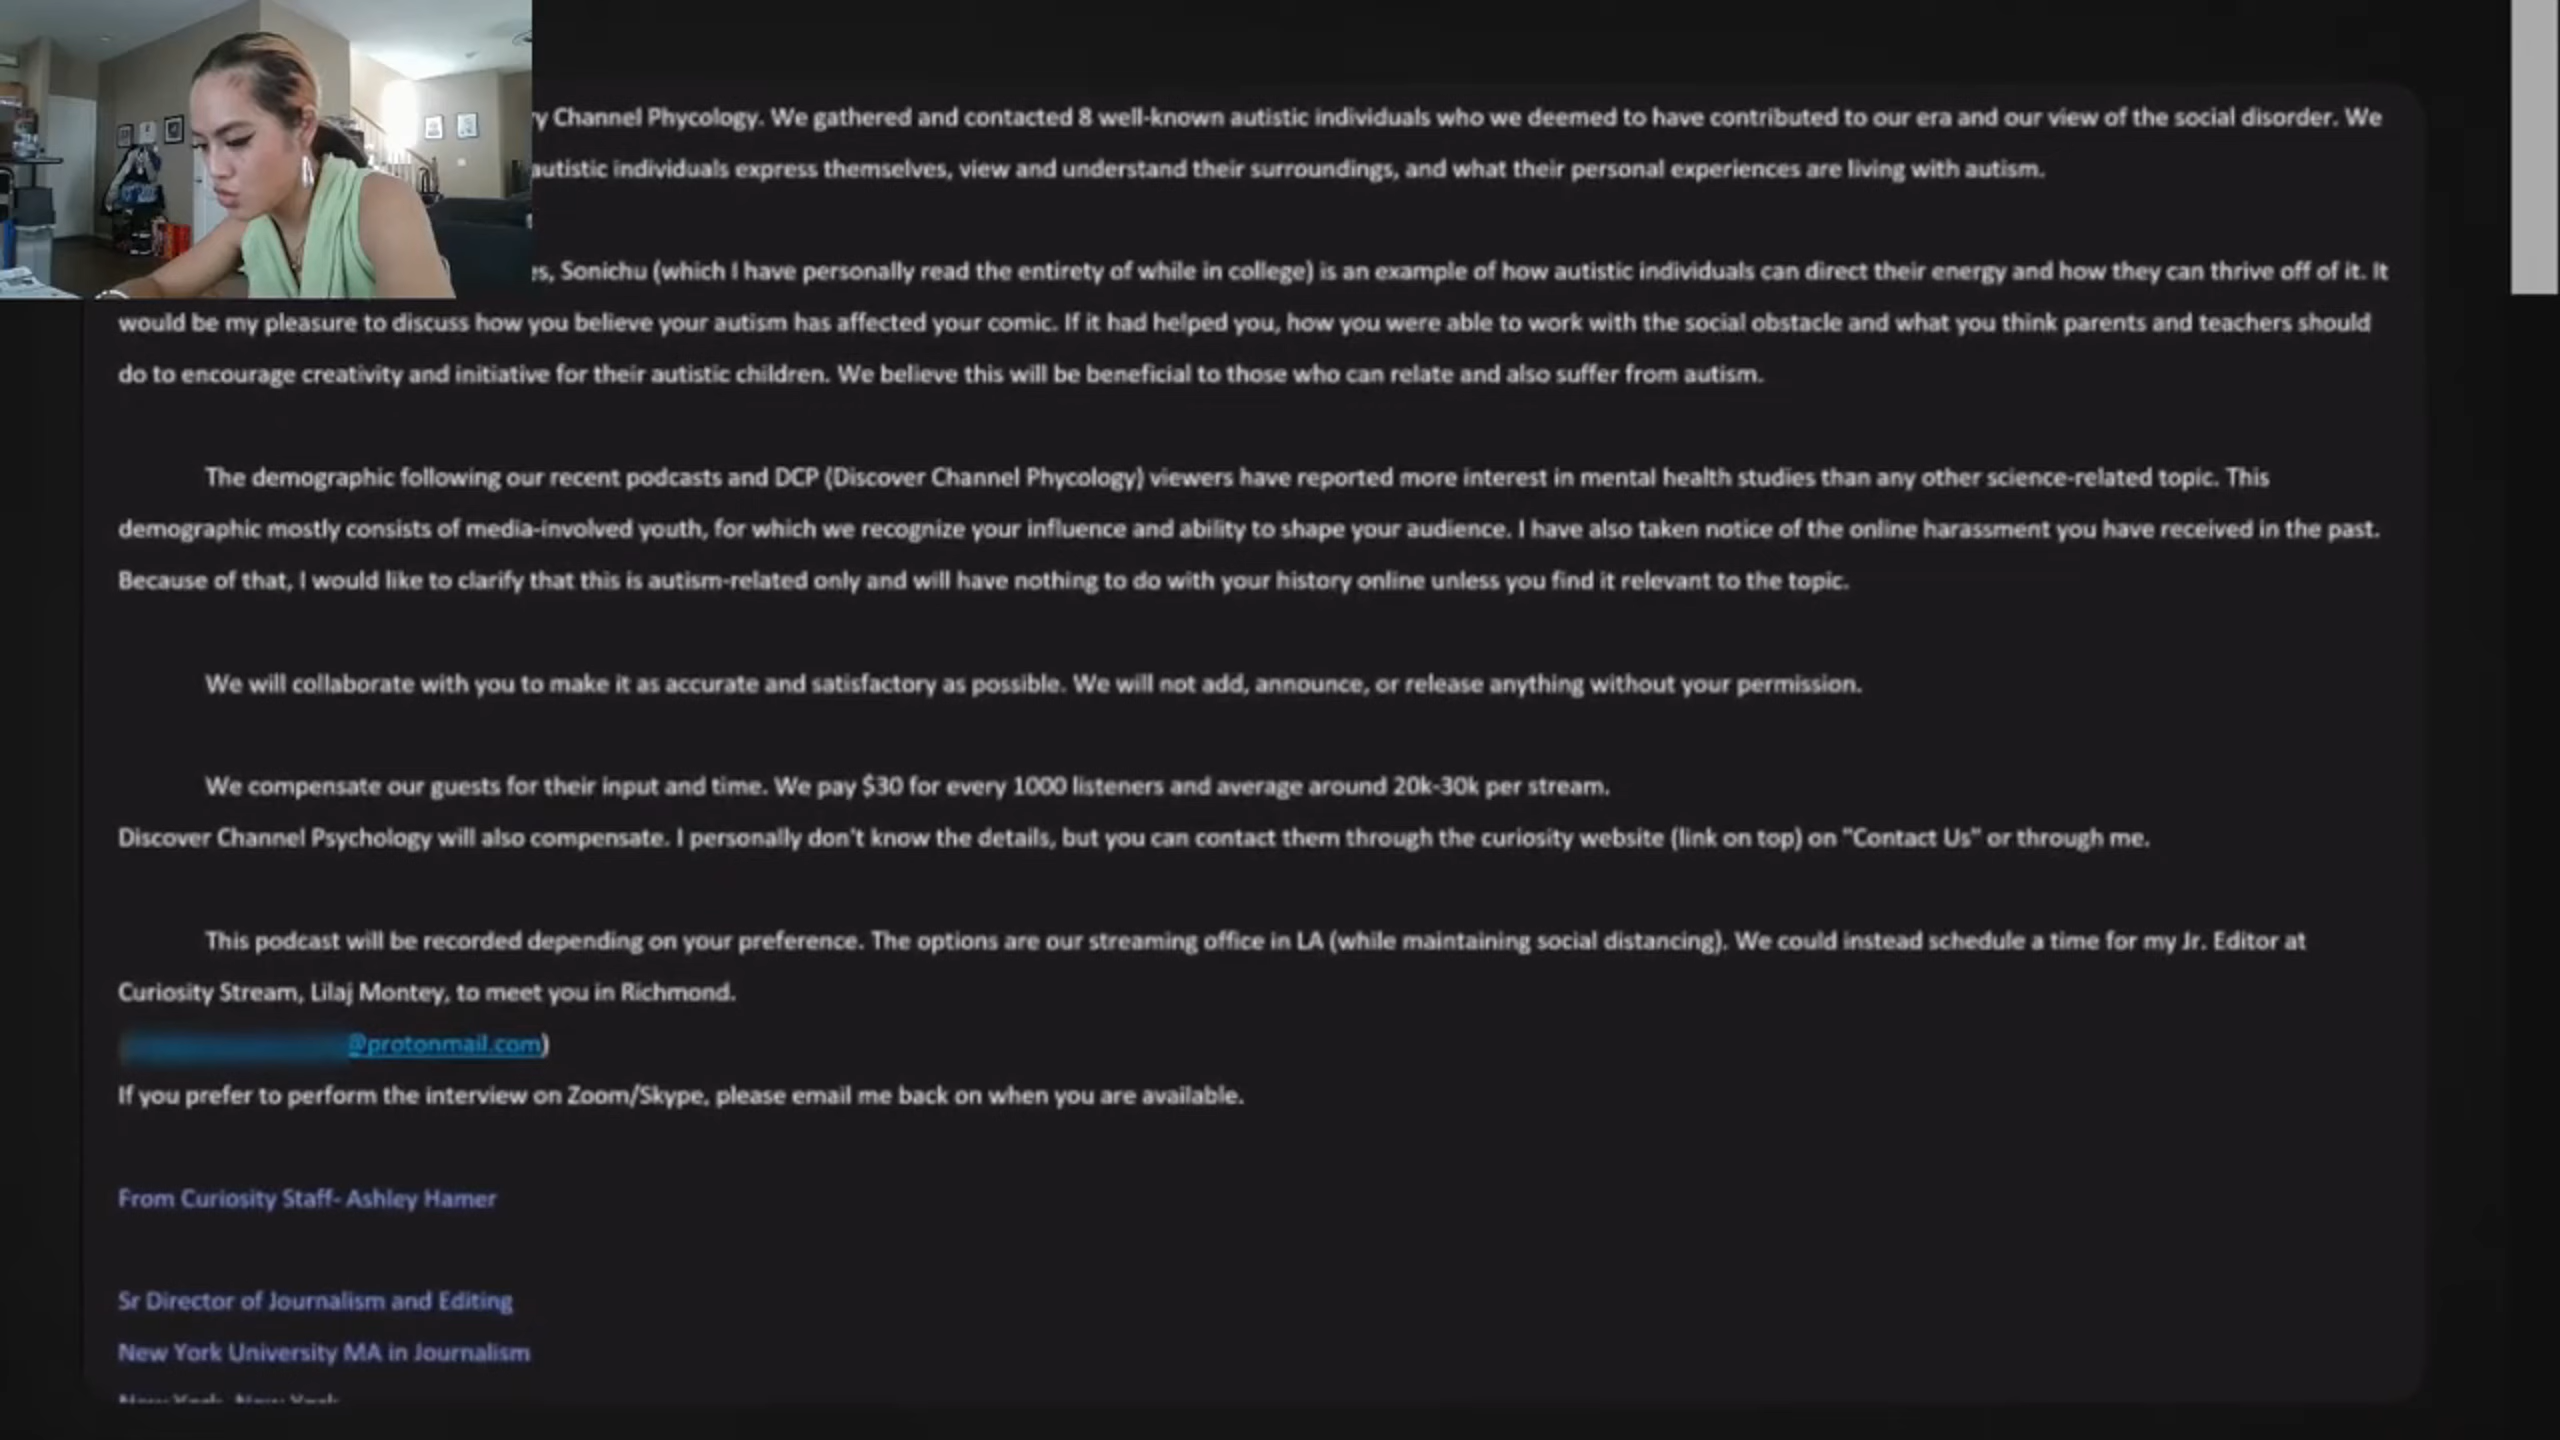 y Channel Phycology. We gathered and contacted 8 well-known autistic individuals who we deemed to have contributed to our era and our view of the social disorder. We
autistic individuals express themselves, view and understand their surroundings, and what their personal experiences are living with autism.
es, Sonichu (which I have personally read the entirety of while in college) is an example of how autistic individuals can direct their energy and how they can thrive off of it. It
would be my pleasure to discuss how you believe your autism has affected your comic. If it had helped you, how you were able to work with the social obstacle and what you think parents and teachers should
do to encourage creativity and initiative for their autistic children. We believe this will be beneficial to those who can relate and also suffer from autism.
The demographic following our recent podcasts and DCP (Discover Channel Phycology) viewers have reported more interest in mental health studies than any other science-related topic. This
demographic mostly consists of media-involved youth, for which we recognize your influence and ability to shape your audience. I have also taken notice of the online harassment you have received in the past.
Because of that, I would like to clarify that this is autism-related only and will have nothing to do with your history online unless you find it relevant to the topic.
We will collaborate with you to make it as accurate and satisfactory as possible. We will not add, announce, or release anything without your permission.
We compensate our guests for their input and time. We pay $30 for every 1000 listeners and average around 20k-30k per stream.
Discover Channel Psychology will also compensate. I personally don't know the details, but you can contact them through the curiosity website (link on top) on "Contact Us" or through me.
This podcast will be recorded depending on your preference. The options are our streaming office in LA (while maintaining social distancing). We could instead schedule a time for my Jr. Editor at
Curiosity Stream, Lilaj Montey, to meet you in Richmond.
@protonmail.com)
If you prefer to perform the interview on Zoom/Skype, please email me back on when you are available.
From Curiosity Staff- Ashley Hamer
Sr Director of Journalism and Editing
New York University MA in Journalism
New York, New York